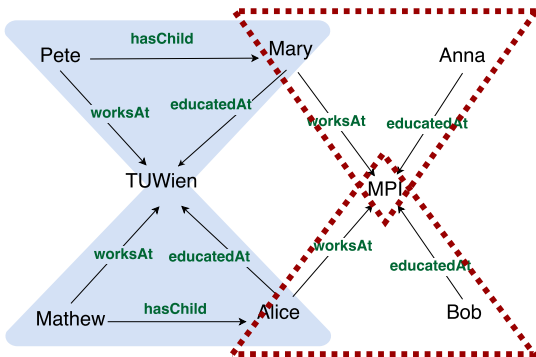 hasChild
Pete
Mary
Anna
worksAt
educatedAt
worksAt
educatedAt
TUWien
MPI
worksAt
educatedAt
worksAt
educatedAt
hasChild
Mathew
Alice
Bob